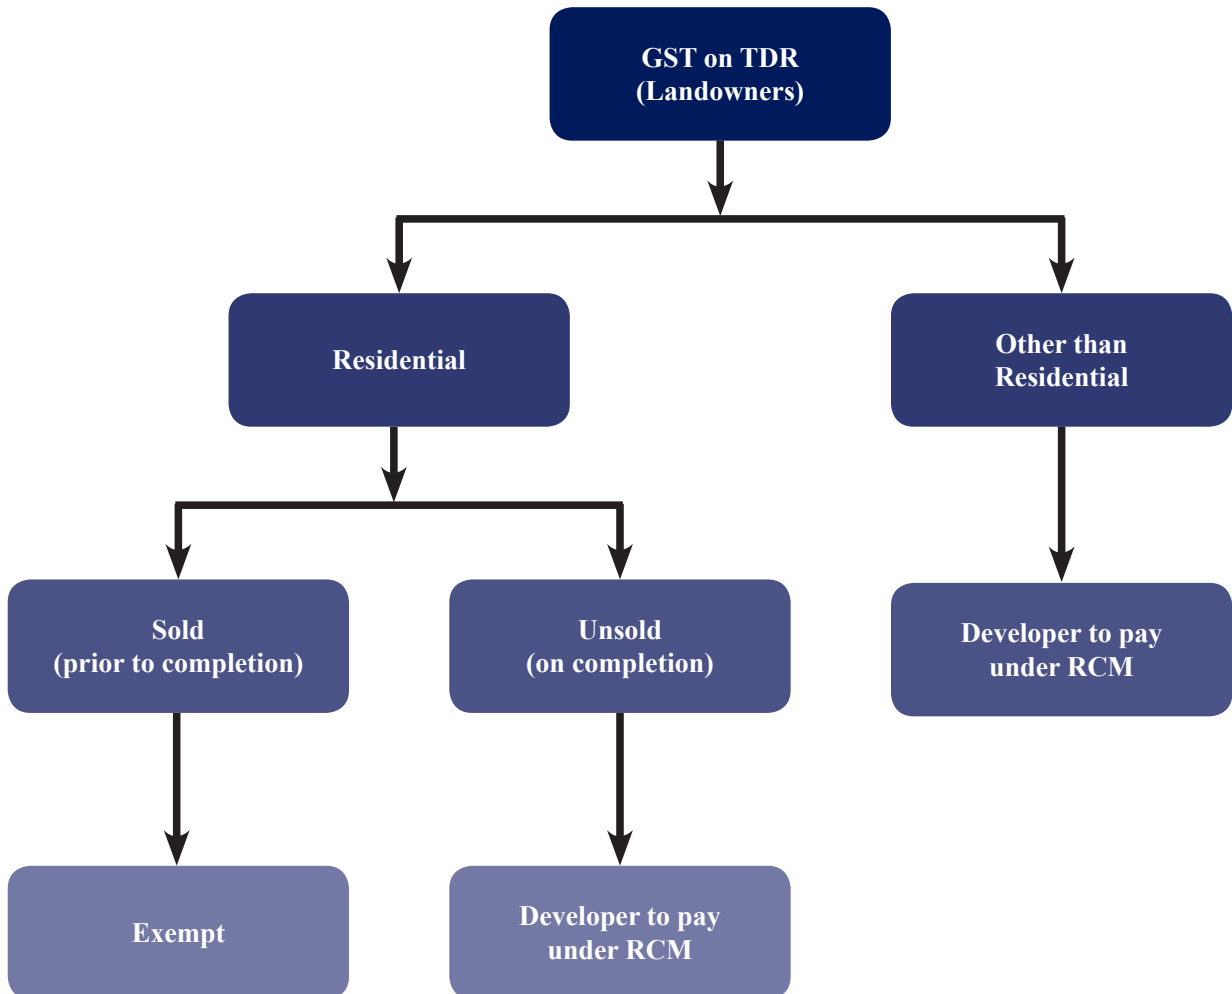 GST on TDR
(Landowners)
Residential
Other than
Residential
Sold
(prior to completion)
Unsold
(on completion)
Developer to pay
under RCM
Exempt
Developer to pay
under RCM